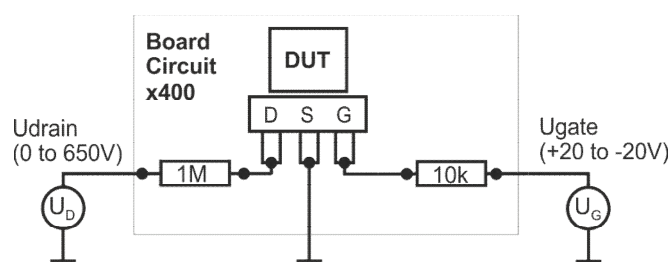 Board
Circuit
x400
DUT
D S G
Udrain
(0 to 650V)
1M
10k
Ugate
(+20 to -20V)
UD
UG